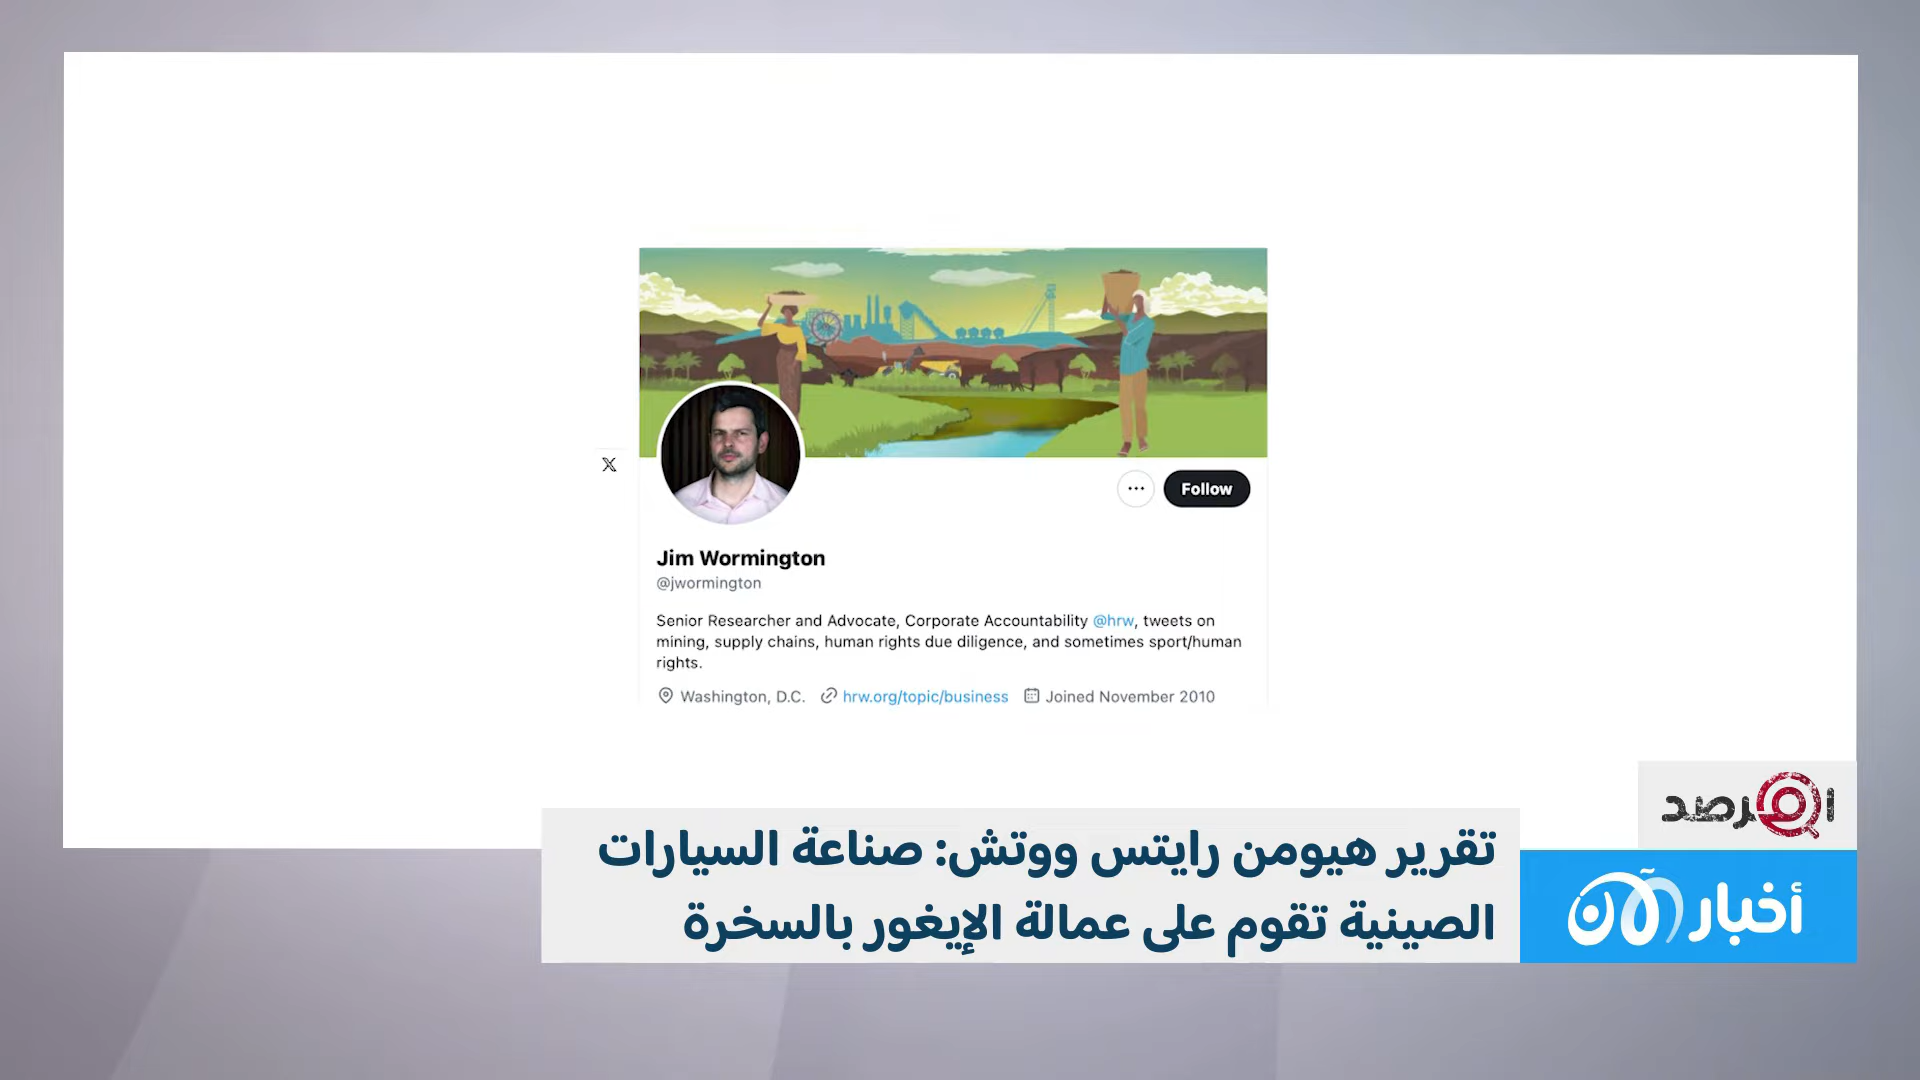 X
Follow
Jim Wormington
@jwormington
Senior Researcher and Advocate, Corporate Accountability @hrw, tweets on
mining, supply chains, human rights due diligence, and sometimes sport/human
rights.
Washington, D.C. hrw.org/topic/business Joined November 2010
المرصد
تقرير هيومن رايتس ووتش: صناعة السيارات
الصينية تقوم على عمالة الإيغور بالسخرة
أخبار الآن